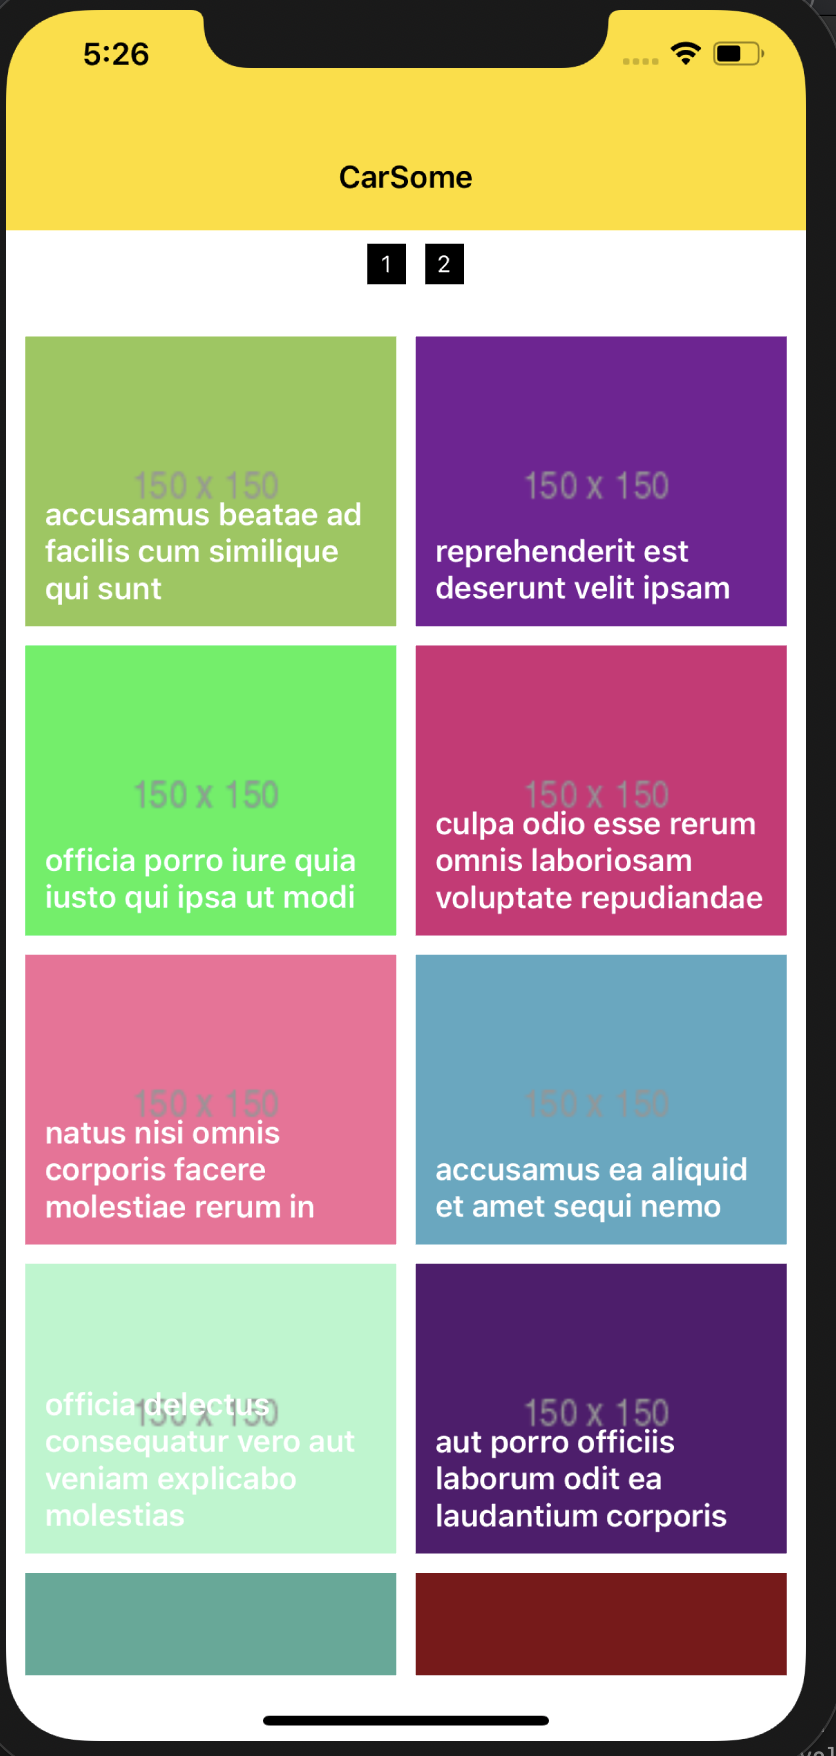 5:26
CarSome
1 2
150 x 150
accusamus beatae ad
facilis cum similique
qui sunt
150 x 150
reprehenderit est
deserunt velit ipsam
150 x 150
officia porro iure quia
iusto qui ipsa ut modi
150 x 150
culpa odio esse rerum
omnis laboriosam
voluptate repudiandae
150 x 150
natus nisi omnis
corporis facere
molestiae rerum in
150 x 150
accusamus ea aliquid
et amet sequi nemo
150 x 150
officia delectus
consequatur vero aut
veniam explicabo
molestias
150 x 150
aut porro officiis
laborum odit ea
laudantium corporis